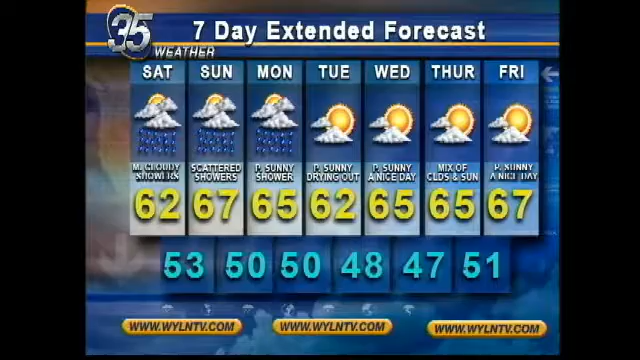 35
WEATHER
7 Day Extended Forecast
SAT SUN MON TUE WED THUR FRI
M. CLOUDY SHOWERS
SCATTERED SHOWERS
P. SUNNY SHOWER
P. SUNNY DRYING OUT
P. SUNNY A NICE DAY
MIX OF CLDS & SUN
P. SUNNY A NICE DAY
62 67 65 62 65 65 67
53 50 50 48 47 51
WWW.WYLNTV.COM WWW.WYLNTV.COM WWW.WYLNTV.COM